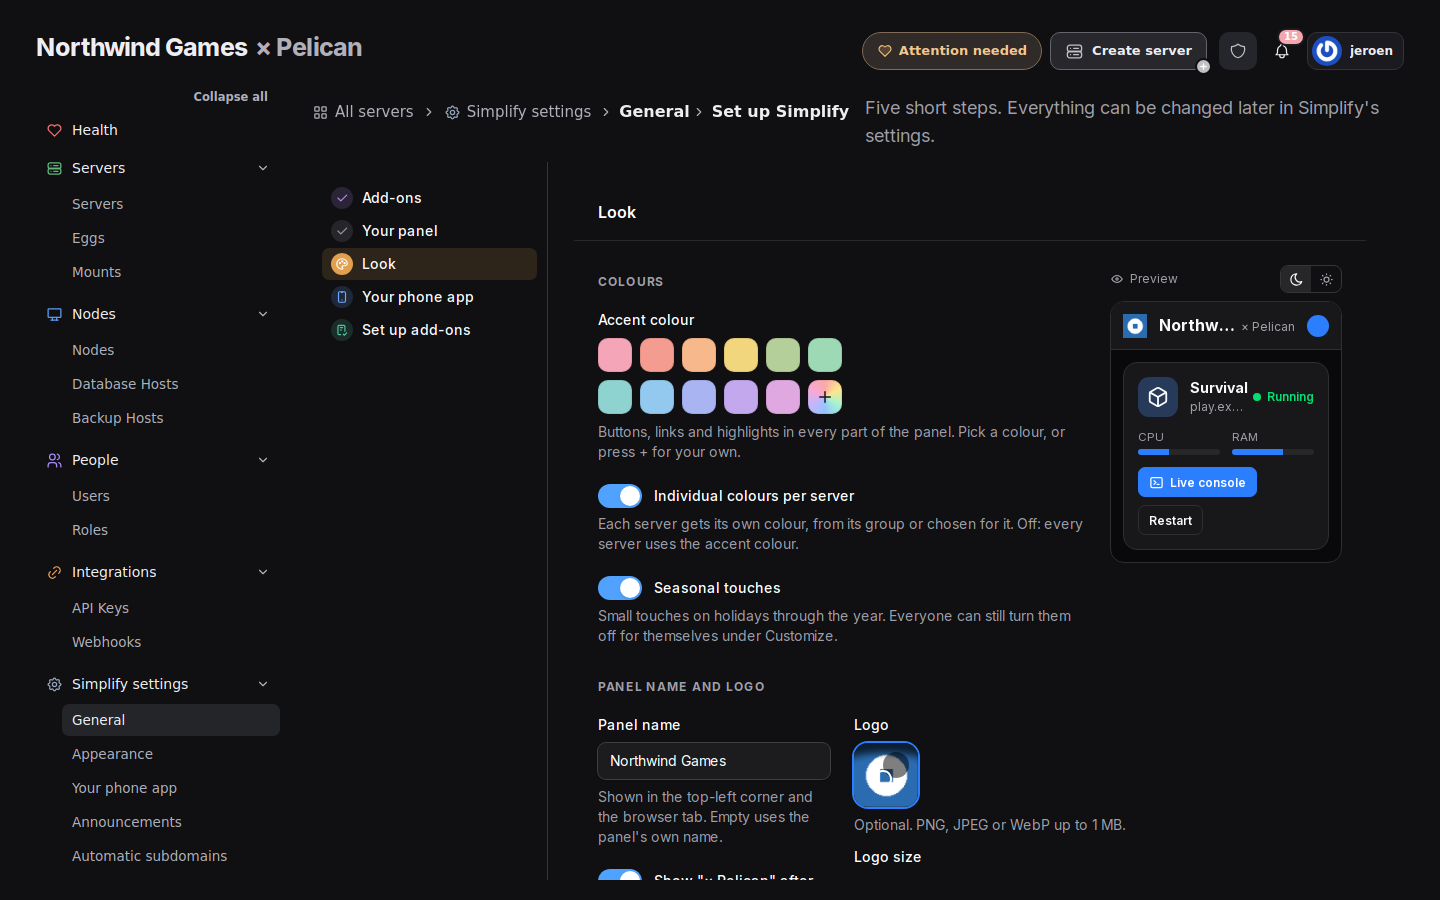 Northwind Games × Pelican
Attention needed
Create server
15
jeroen
Collapse all
All servers
Simplify settings
General
Set up Simplify
Five short steps. Everything can be changed later in Simplify's
settings.
Health
Servers
Servers
Eggs
Mounts
Nodes
Nodes
Database Hosts
Backup Hosts
People
Users
Roles
Integrations
API Keys
Webhooks
Simplify settings
General
Appearance
Your phone app
Announcements
Automatic subdomains
Add-ons
Your panel
Look
Your phone app
Set up add-ons
Look
COLOURS
Accent colour
Buttons, links and highlights in every part of the panel. Pick a colour, or
press + for your own.
Individual colours per server
Each server gets its own colour, from its group or chosen for it. Off: every
server uses the accent colour.
Seasonal touches
Small touches on holidays through the year. Everyone can still turn them
off for themselves under Customize.
PANEL NAME AND LOGO
Panel name
Northwind Games
Shown in the top-left corner and
the browser tab. Empty uses the
panel's own name.
Show "× Pelican" after
Logo
Optional. PNG, JPEG or WebP up to 1 MB.
Logo size
Preview
Northw… × Pelican
Survival
play.ex…
Running
CPU
RAM
Live console
Restart